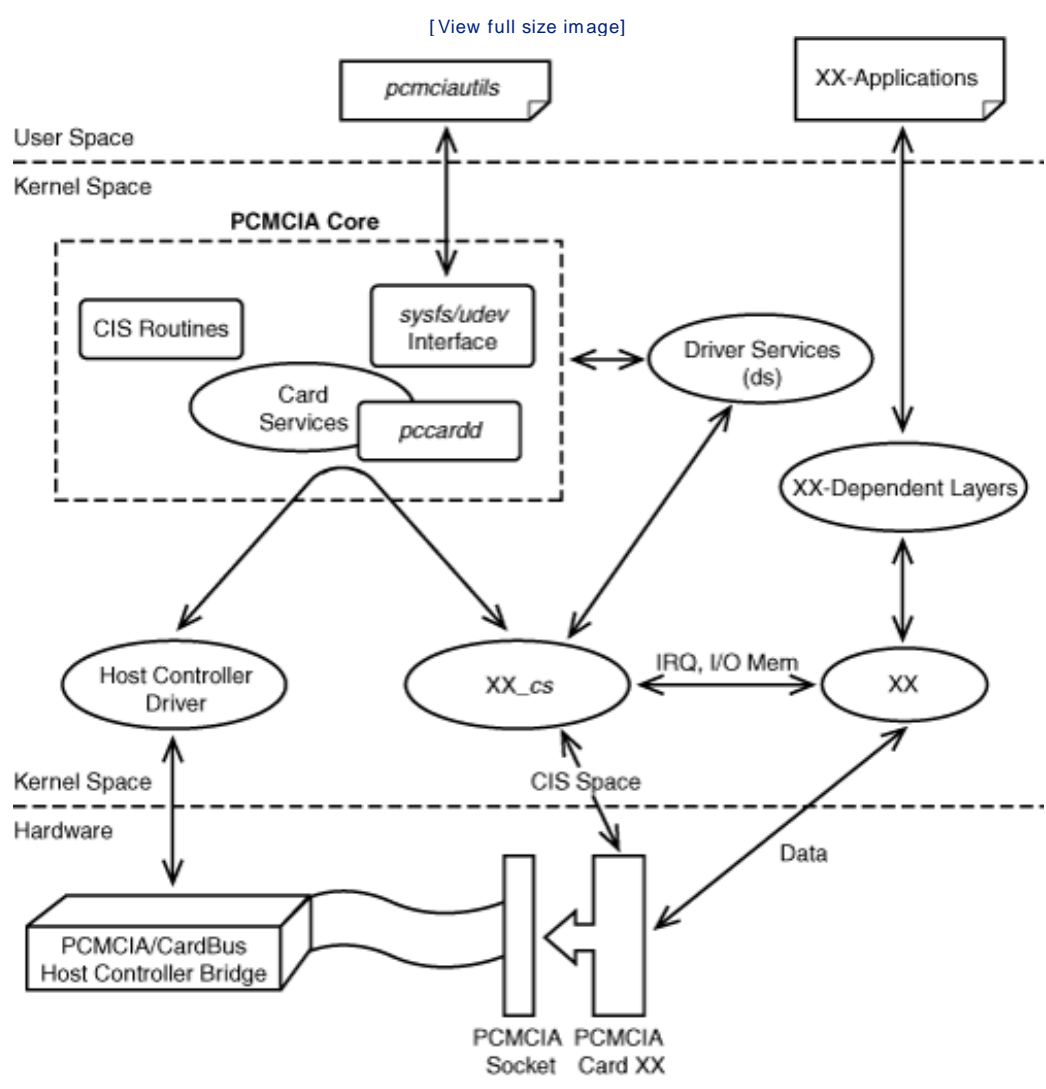 [ View full size image]
pcmciautils
XX-Applications
User Space
Kernel Space
PCMCIA Core
CIS Routines
sysfs/udev
Interface
Driver Services
(ds)
Card
Services
pccardd
XX-Dependent Layers
Host Controller
Driver
XX_cs
IRQ, I/O Mem
XX
Kernel Space
CIS Space
Hardware
Data
PCMCIA/CardBus
Host Controller Bridge
PCMCIA
Socket
PCMCIA
Card XX